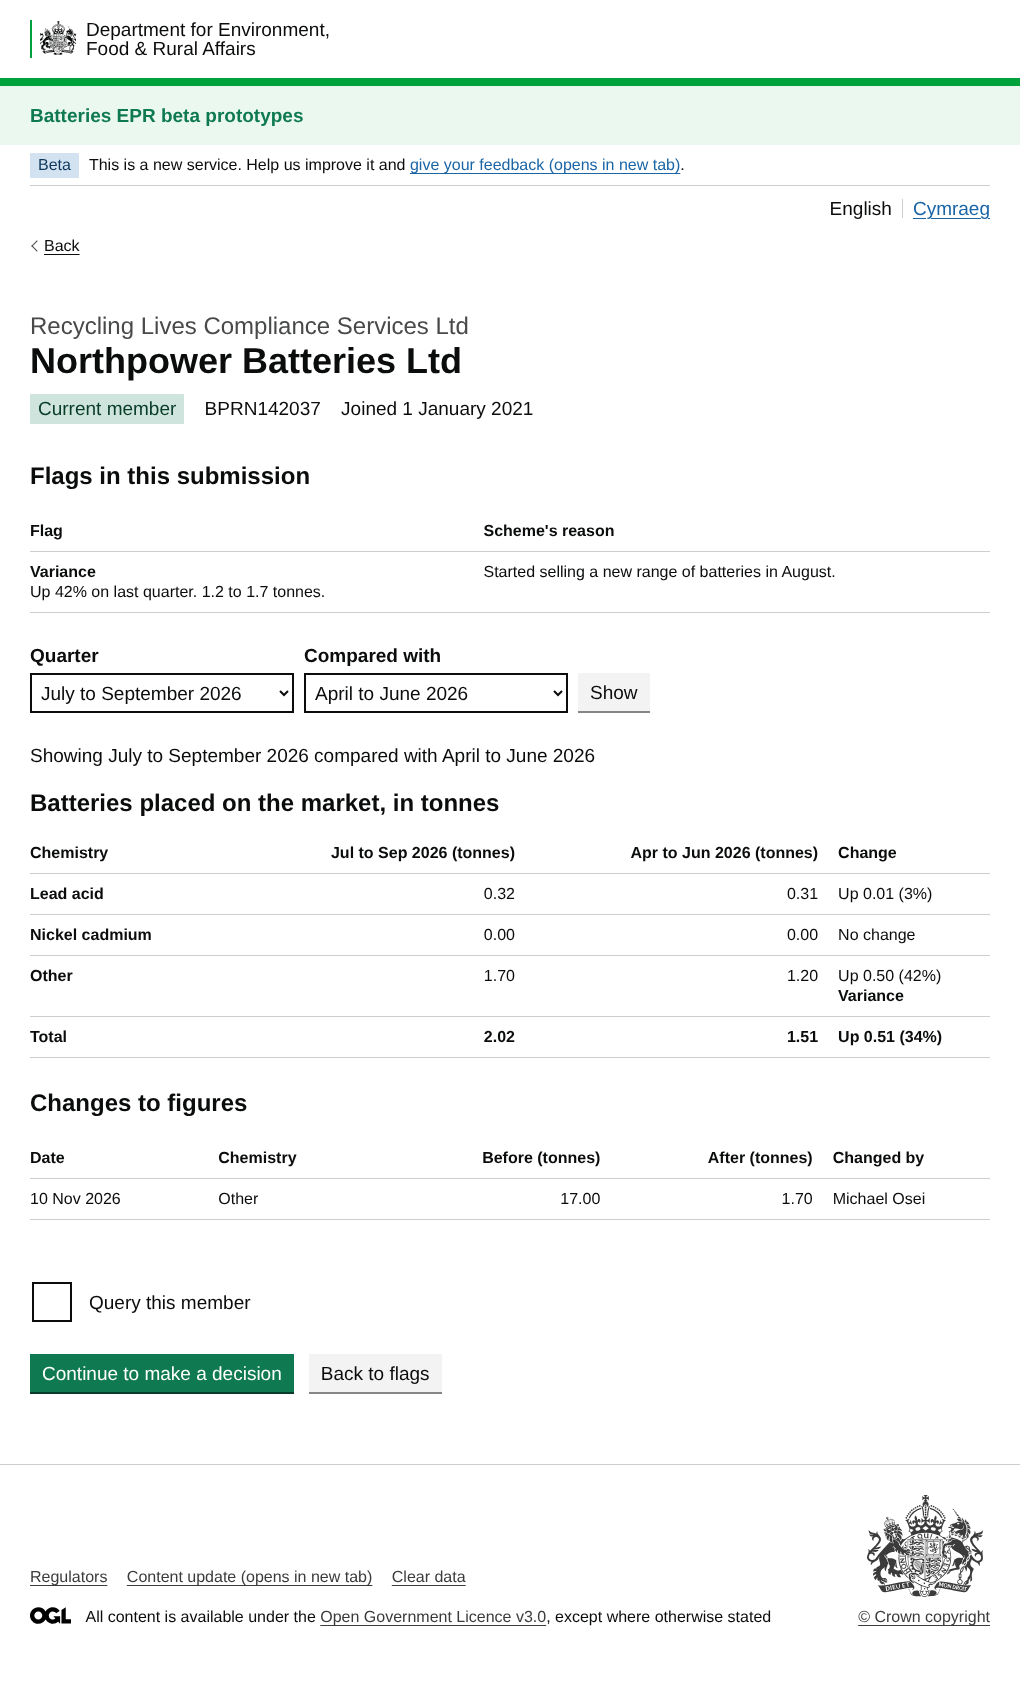 Department for Environment,
Food & Rural Affairs
Batteries EPR beta prototypes
Beta This is a new service. Help us improve it and give your feedback (opens in new tab).
English Cymraeg
Back
Recycling Lives Compliance Services Ltd
Northpower Batteries Ltd
Current member BPRN142037 Joined 1 January 2021
Flags in this submission
Flag Scheme's reason
Variance Started selling a new range of batteries in August.
Up 42% on last quarter. 1.2 to 1.7 tonnes.
Quarter Compared with
July to September 2026 April to June 2026 Show
Showing July to September 2026 compared with April to June 2026
Batteries placed on the market, in tonnes
Chemistry Jul to Sep 2026 (tonnes) Apr to Jun 2026 (tonnes) Change
Lead acid 0.32 0.31 Up 0.01 (3%)
Nickel cadmium 0.00 0.00 No change
Other 1.70 1.20 Up 0.50 (42%)
Variance
Total 2.02 1.51 Up 0.51 (34%)
Changes to figures
Date Chemistry Before (tonnes) After (tonnes) Changed by
10 Nov 2026 Other 17.00 1.70 Michael Osei
Query this member
Continue to make a decision Back to flags
Regulators Content update (opens in new tab) Clear data
OGL All content is available under the Open Government Licence v3.0, except where otherwise stated
© Crown copyright